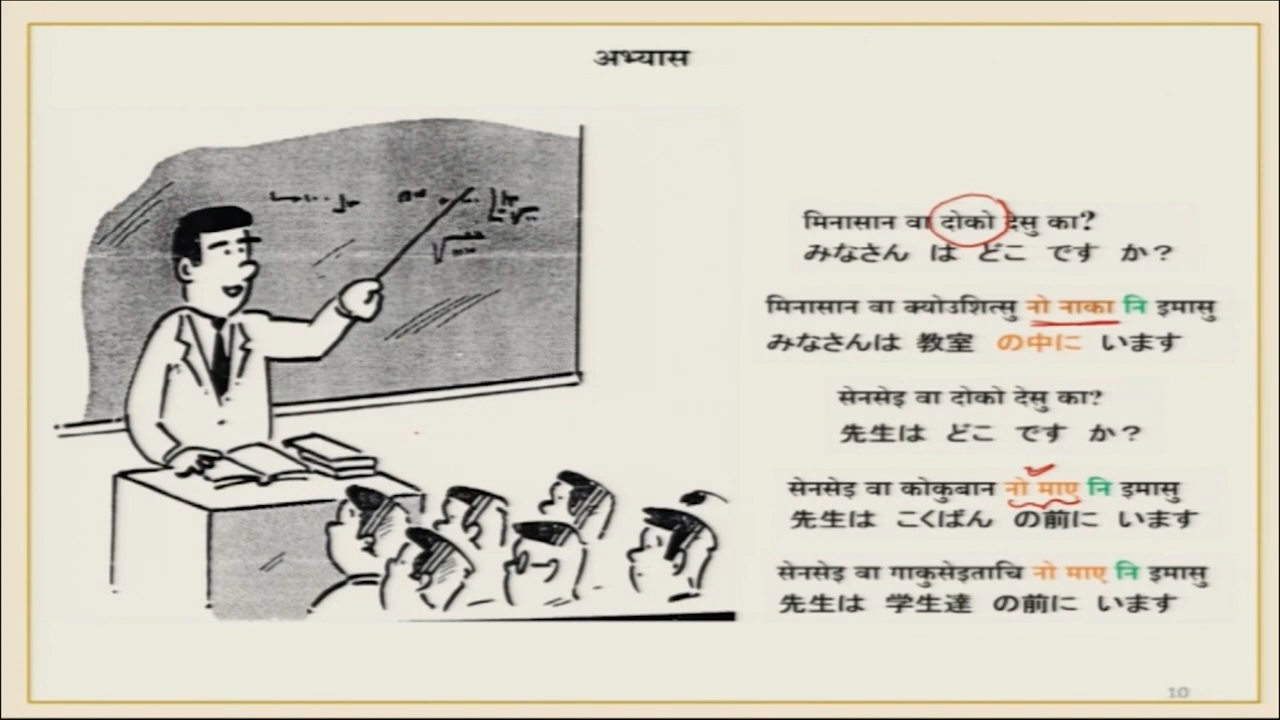 अभ्यास
मिनासान वा दोको देसु का?
みなさん は どこ です か？
मिनासान वा क्योउशित्सु नो नाका नि इमासु
みなさんは 教室 の中に います
सेनसेइ वा दोको देसु का?
先生は どこ です か？
सेनसेइ वा कोकुबान नो माए नि इमासु
先生は こくばん の前に います
सेनसेइ वा गाकुसेइताचि नो माए नि इमासु
先生は 学生達 の前に います
10